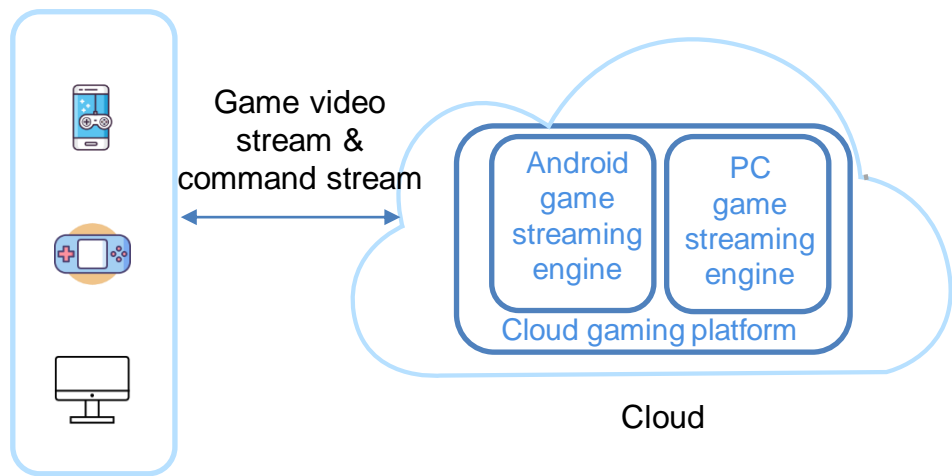 Game video
stream &
command stream
Android
game
streaming
engine
PC
game
streaming
engine
Cloud gaming platform
Cloud